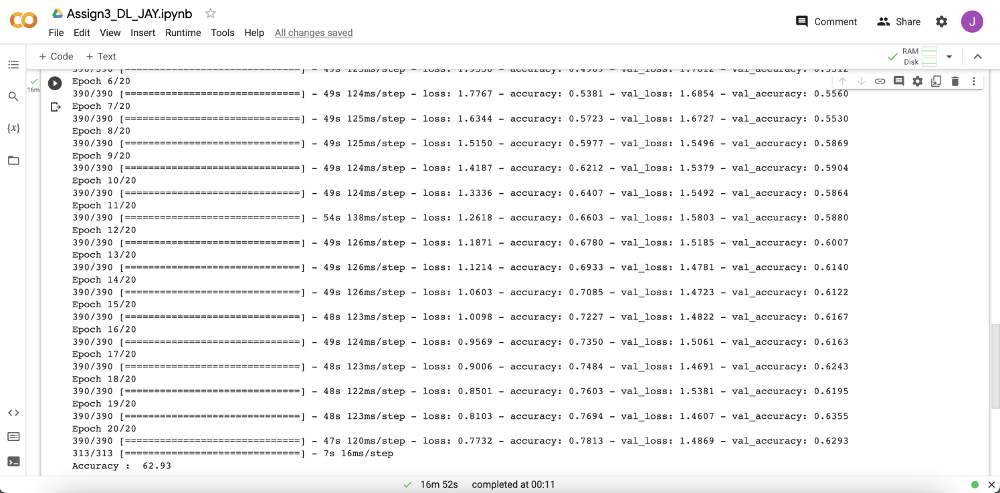 Assign3_DL_JAY.ipynb
File Edit View Insert Runtime Tools Help All changes saved
Comment Share J
+ Code + Text
RAM
Disk
16m
390/390 [==============================] - 49s 125ms/step - loss: 1.9556 - accuracy: 0.4969 - val_loss: 1.7812 - val_accuracy: 0.5312
Epoch 6/20
390/390 [==============================] - 49s 124ms/step - loss: 1.7767 - accuracy: 0.5381 - val_loss: 1.6854 - val_accuracy: 0.5560
Epoch 7/20
390/390 [==============================] - 49s 125ms/step - loss: 1.6344 - accuracy: 0.5723 - val_loss: 1.6727 - val_accuracy: 0.5530
Epoch 8/20
390/390 [==============================] - 49s 125ms/step - loss: 1.5150 - accuracy: 0.5977 - val_loss: 1.5496 - val_accuracy: 0.5869
Epoch 9/20
390/390 [==============================] - 49s 124ms/step - loss: 1.4187 - accuracy: 0.6212 - val_loss: 1.5379 - val_accuracy: 0.5904
Epoch 10/20
390/390 [==============================] - 49s 124ms/step - loss: 1.3336 - accuracy: 0.6407 - val_loss: 1.5492 - val_accuracy: 0.5864
Epoch 11/20
390/390 [==============================] - 54s 138ms/step - loss: 1.2618 - accuracy: 0.6603 - val_loss: 1.5803 - val_accuracy: 0.5880
Epoch 12/20
390/390 [==============================] - 49s 126ms/step - loss: 1.1871 - accuracy: 0.6780 - val_loss: 1.5185 - val_accuracy: 0.6007
Epoch 13/20
390/390 [==============================] - 49s 126ms/step - loss: 1.1214 - accuracy: 0.6933 - val_loss: 1.4781 - val_accuracy: 0.6140
Epoch 14/20
390/390 [==============================] - 49s 126ms/step - loss: 1.0603 - accuracy: 0.7085 - val_loss: 1.4723 - val_accuracy: 0.6122
Epoch 15/20
390/390 [==============================] - 48s 123ms/step - loss: 1.0098 - accuracy: 0.7227 - val_loss: 1.4822 - val_accuracy: 0.6167
Epoch 16/20
390/390 [==============================] - 49s 124ms/step - loss: 0.9569 - accuracy: 0.7350 - val_loss: 1.5061 - val_accuracy: 0.6163
Epoch 17/20
390/390 [==============================] - 48s 123ms/step - loss: 0.9006 - accuracy: 0.7484 - val_loss: 1.4691 - val_accuracy: 0.6243
Epoch 18/20
390/390 [==============================] - 48s 122ms/step - loss: 0.8501 - accuracy: 0.7603 - val_loss: 1.5381 - val_accuracy: 0.6195
Epoch 19/20
390/390 [==============================] - 48s 123ms/step - loss: 0.8103 - accuracy: 0.7694 - val_loss: 1.4607 - val_accuracy: 0.6355
Epoch 20/20
390/390 [==============================] - 47s 120ms/step - loss: 0.7732 - accuracy: 0.7813 - val_loss: 1.4869 - val_accuracy: 0.6293
313/313 [==============================] - 7s 16ms/step
Accuracy : 62.93
16m 52s completed at 00:11